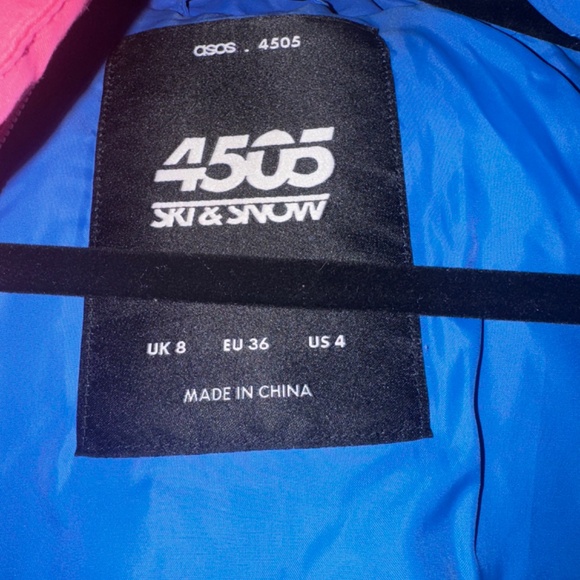 asos . 4505
4505
SKI & SNOW
UK 8 EU 36 US 4
MADE IN CHINA